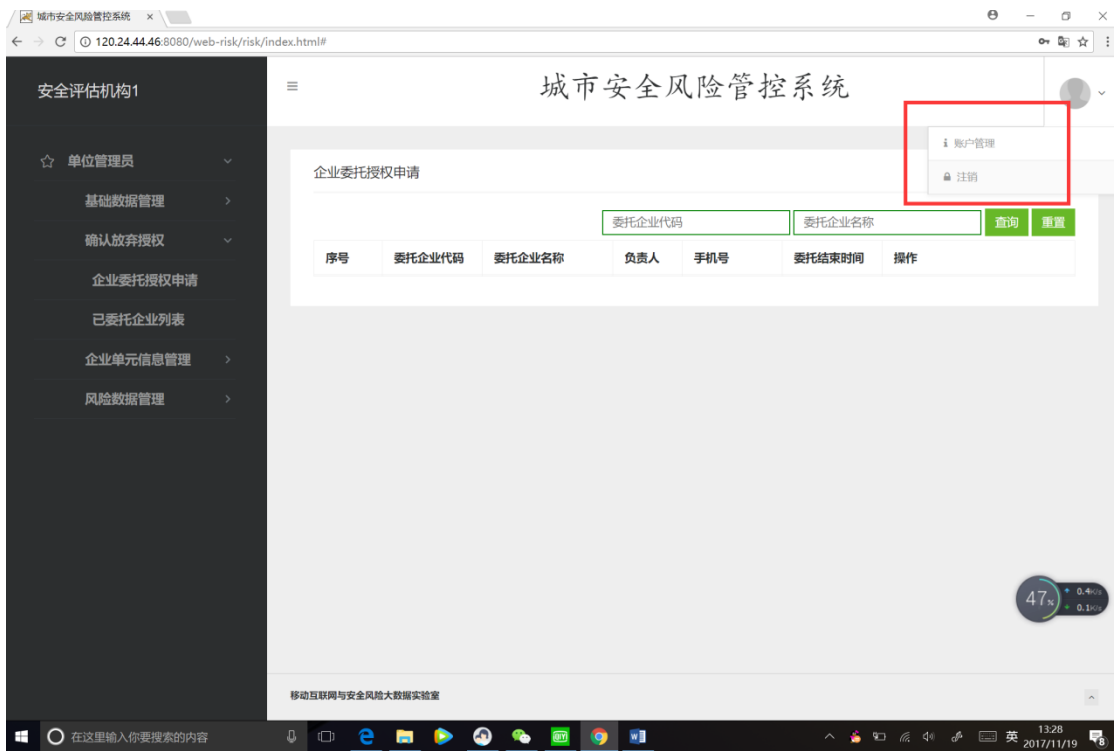 城市安全风险管控系统
120.24.44.46:8080/web-risk/risk/index.html#
安全评估机构1
城市安全风险管控系统
账户管理
注销
单位管理员
基础数据管理
确认放弃授权
企业委托授权申请
已委托企业列表
企业单元信息管理
风险数据管理
企业委托授权申请
委托企业代码 委托企业名称 查询 重置
序号 委托企业代码 委托企业名称 负责人 手机号 委托结束时间 操作
47%
0.4K/s
0.1K/s
移动互联网与安全风险大数据实验室
在这里输入你要搜索的内容
英
13:28
2017/11/19